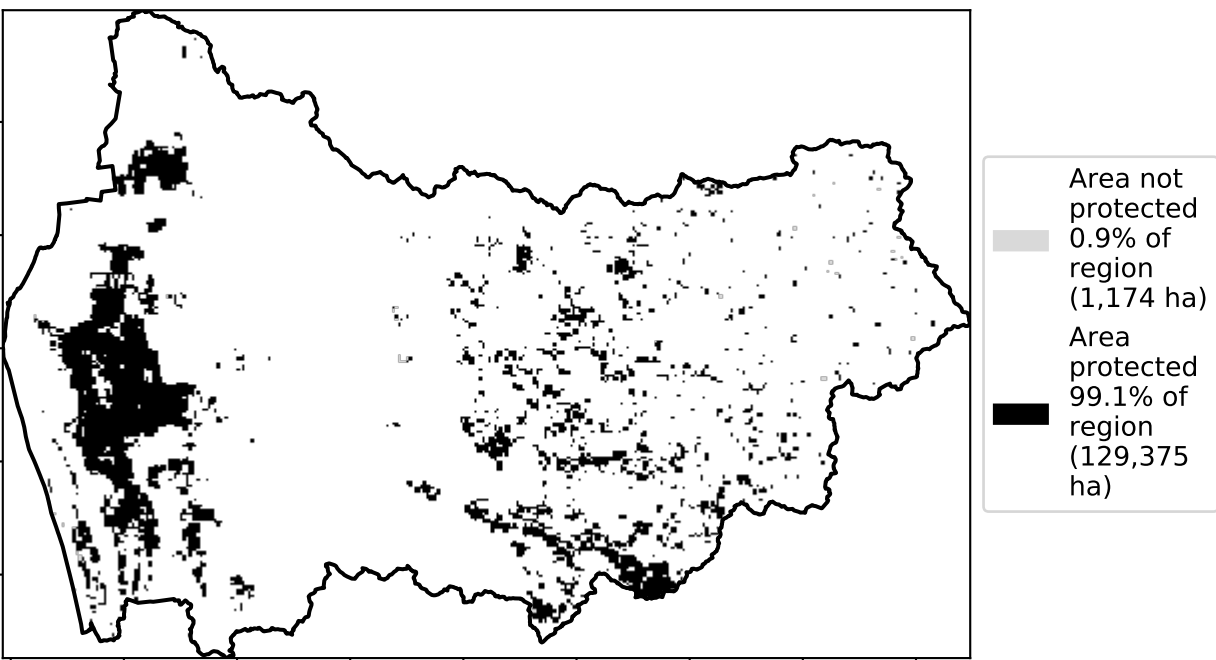 Area not
protected
0.9% of
region
(1,174 ha)
Area
protected
99.1% of
region
(129,375
ha)